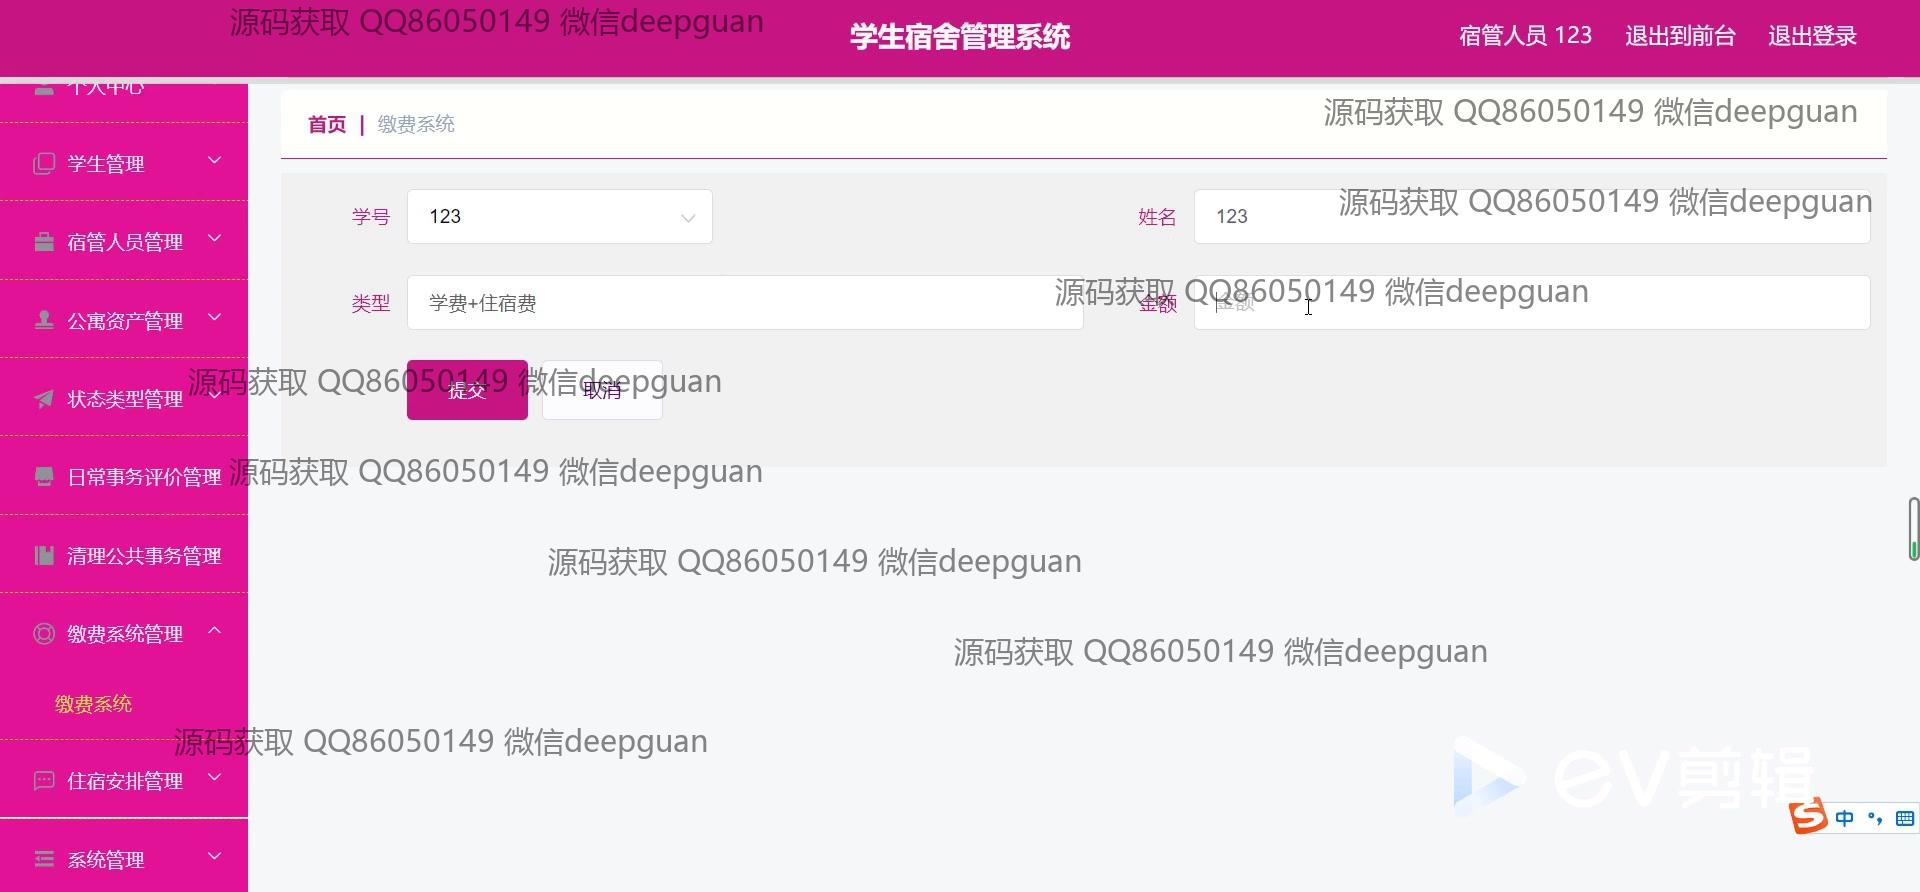 源码获取 QQ86050149 微信deepguan
学生宿舍管理系统
宿管人员 123
退出到前台
退出登录
个人中心
首页 | 缴费系统
源码获取 QQ86050149 微信deepguan
学生管理
学号 123
姓名 123
源码获取 QQ86050149 微信deepguan
宿管人员管理
类型 学费+住宿费
金额 金额
源码获取 QQ86050149 微信deepguan
公寓资产管理
状态类型管理
源码获取 QQ86050149 微信deepguan
提交
取消
日常事务评价管理
源码获取 QQ86050149 微信deepguan
清理公共事务管理
源码获取 QQ86050149 微信deepguan
缴费系统管理
源码获取 QQ86050149 微信deepguan
缴费系统
源码获取 QQ86050149 微信deepguan
住宿安排管理
EV剪辑
S 中
系统管理